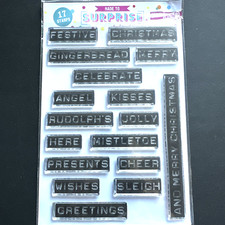 17
STAMPS
MADE TO
SURPRISE
FESTIVE CHRISTMAS
GINGERBREAD MERRY
CELEBRATE
ANGEL KISSES
RUDOLPH'S JOLLY
HERE MISTLETOE
PRESENTS CHEER
WISHES SLEIGH
GREETINGS
AND MERRY CHRISTMAS